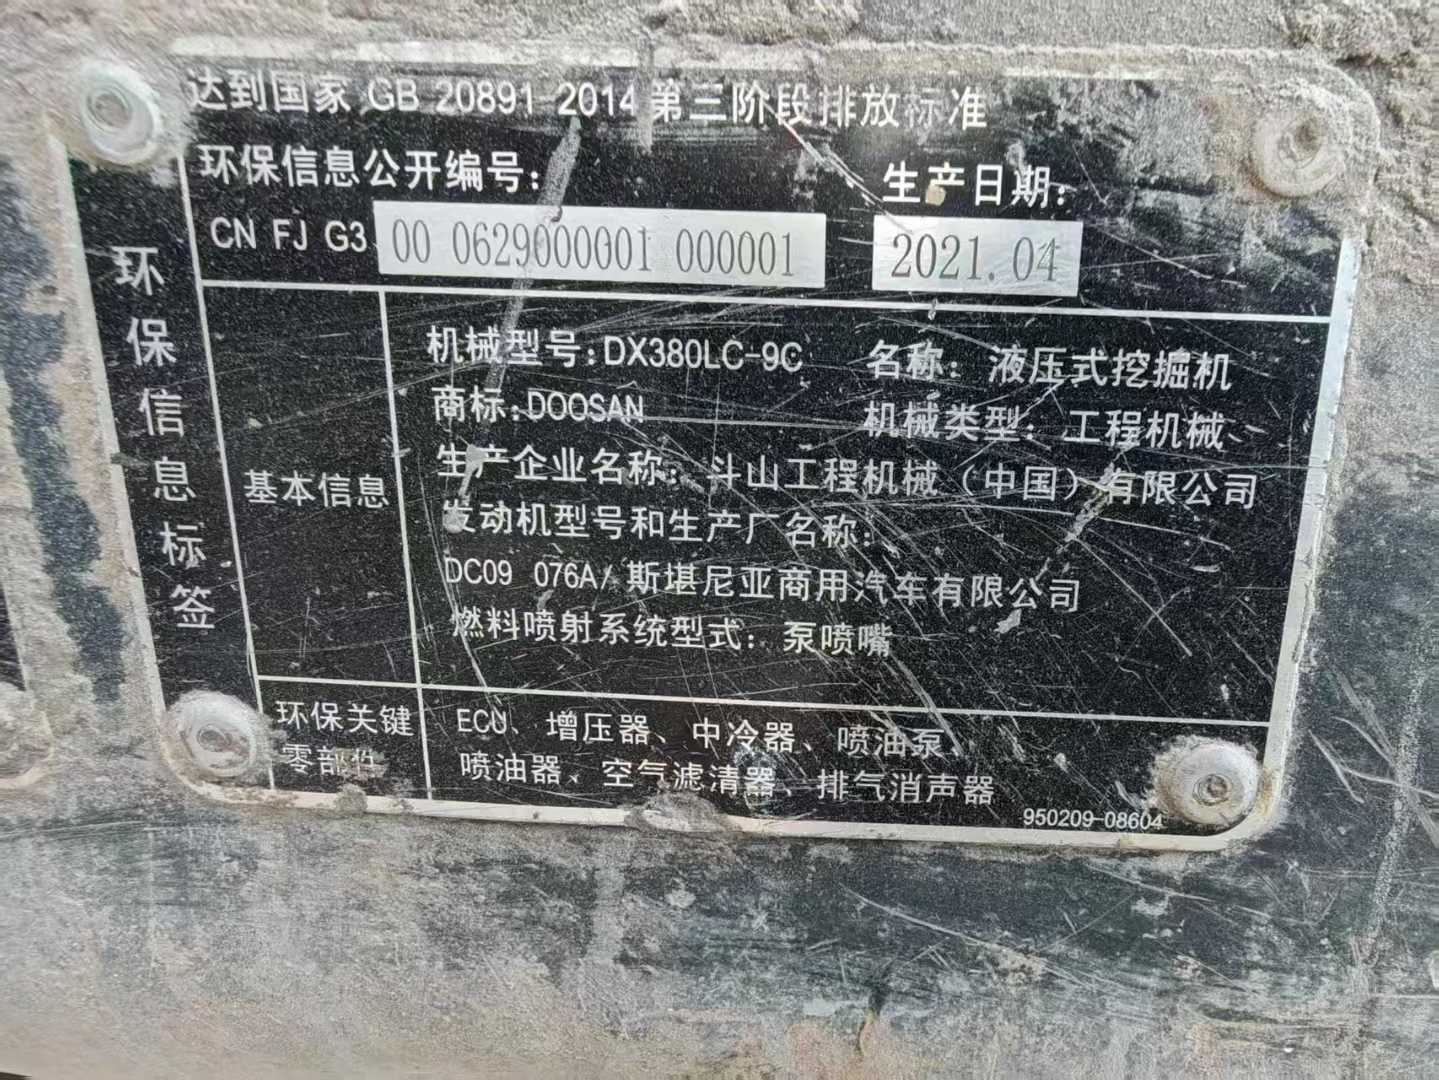 达到国家 GB 20891-2014 第三阶段排放标准
环保信息公开编号:
生产日期:
CN FJ G3 00 0629000001 000001
2021.04
环保信息标签
基本信息
机械型号:DX380LC-9C 名称:液压式挖掘机
商标:DOOSAN 机械类型:工程机械
生产企业名称:斗山工程机械(中国)有限公司
发动机型号和生产厂名称:
DC09 076A/斯堪尼亚商用汽车有限公司
燃料喷射系统型式:泵喷嘴
环保关键
零部件
ECU、增压器、中冷器、喷油泵、
喷油器、空气滤清器、排气消声器
950209-08604